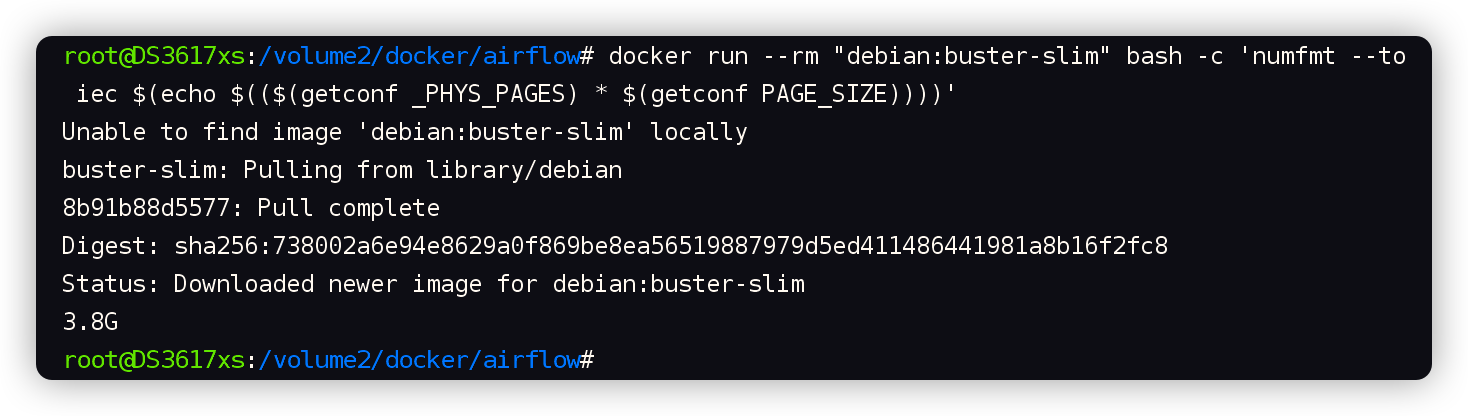 root@DS3617xs:/volume2/docker/airflow# docker run --rm "debian:buster-slim" bash -c 'numfmt --to
iec $(echo $(($(getconf _PHYS_PAGES) * $(getconf PAGE_SIZE))))'
Unable to find image 'debian:buster-slim' locally
buster-slim: Pulling from library/debian
8b91b88d5577: Pull complete
Digest: sha256:738002a6e94e8629a0f869be8ea56519887979d5ed411486441981a8b16f2fc8
Status: Downloaded newer image for debian:buster-slim
3.8G
root@DS3617xs:/volume2/docker/airflow#